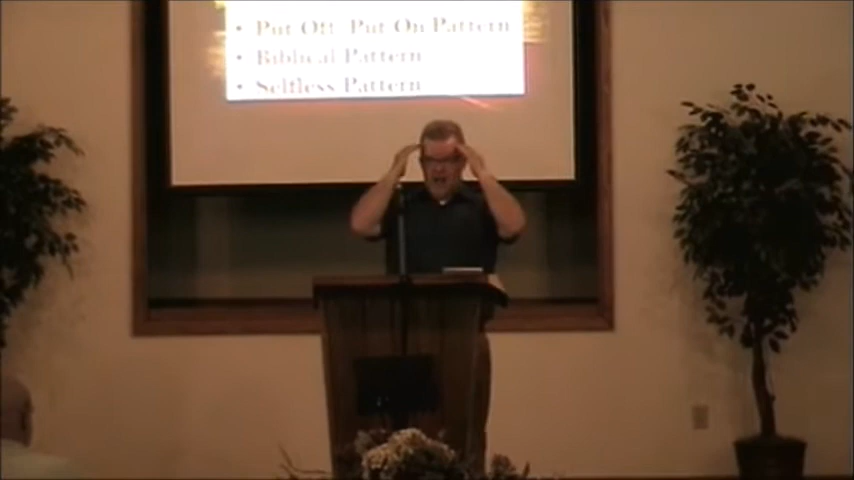 • Put Off Put On Pattern
• Biblical Pattern
• Selfless Pattern